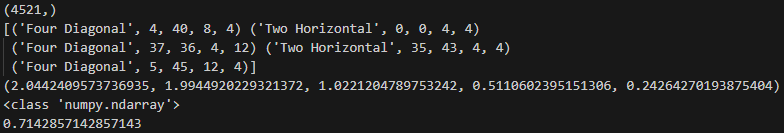 (4521,)
[('Four Diagonal', 4, 40, 8, 4) ('Two Horizontal', 0, 0, 4, 4)
 ('Four Diagonal', 37, 36, 4, 12) ('Two Horizontal', 35, 43, 4, 4)
 ('Four Diagonal', 5, 45, 12, 4)]
(2.0442409573736935, 1.9944920229321372, 1.0221204789753242, 0.5110602395151306, 0.24264270193875404)
<class 'numpy.ndarray'>
0.7142857142857143